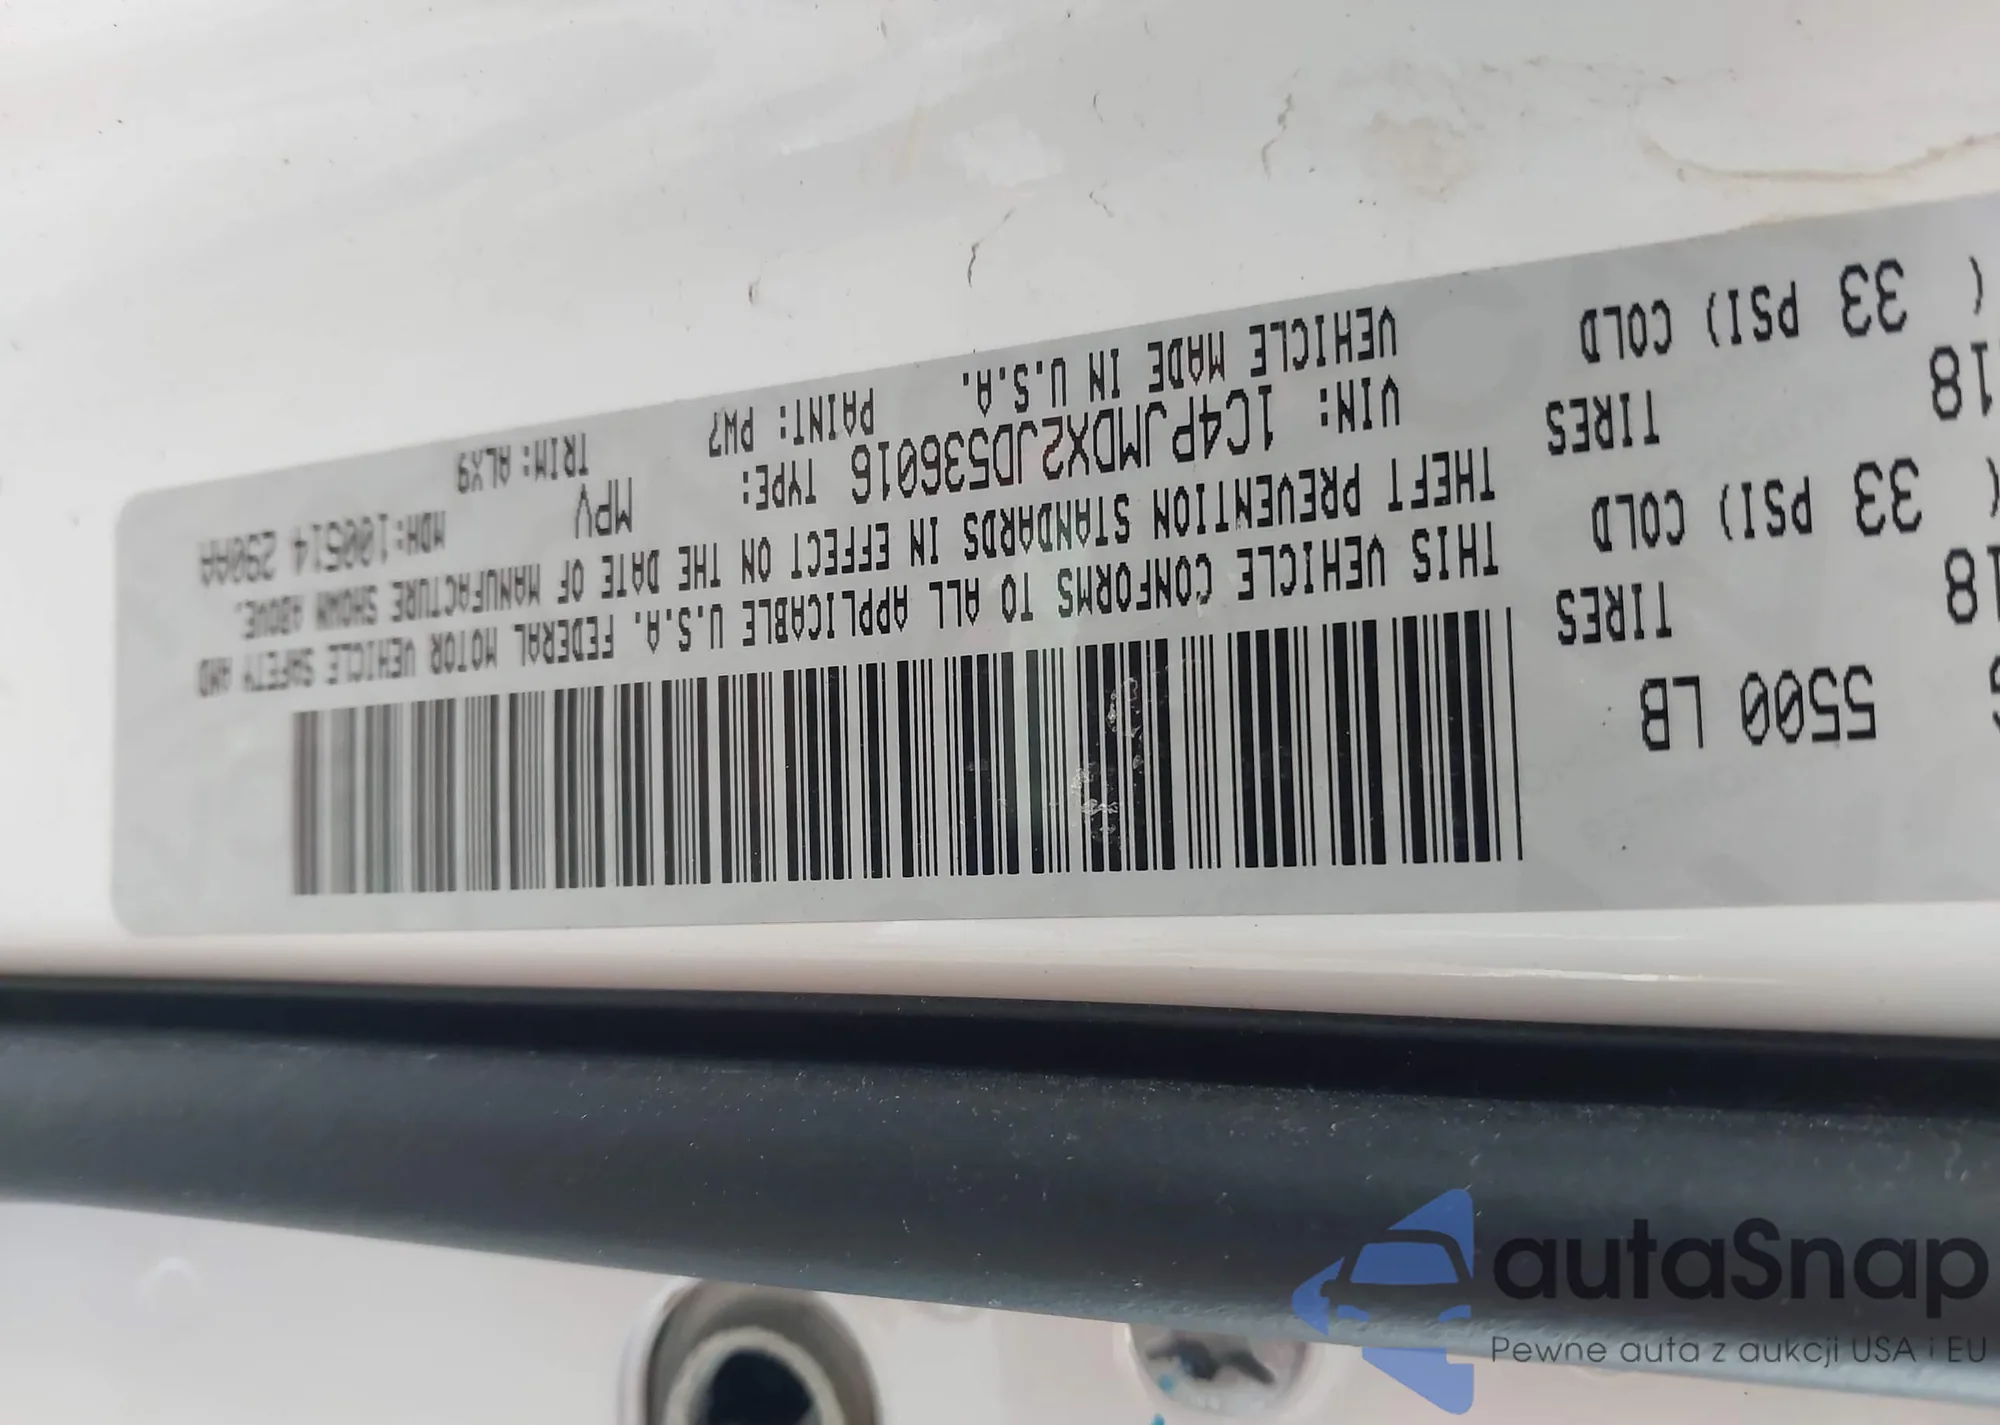 5500 LB
TIRES
18
( 33 PSI) COLD
TIRES
18
( 33 PSI) COLD
THIS VEHICLE CONFORMS TO ALL APPLICABLE U.S.A. FEDERAL MOTOR VEHICLE SAFETY AND
THEFT PREVENTION STANDARDS IN EFFECT ON THE DATE OF MANUFACTURE SHOWN ABOVE.
VIN: 1C4PJMDX2JD536016 TYPE: MPV MDH:100514 290AA
VEHICLE MADE IN U.S.A. PAINT: PW7 TRIM:ALX9
autaSnap
Pewne auta z aukcji USA i EU